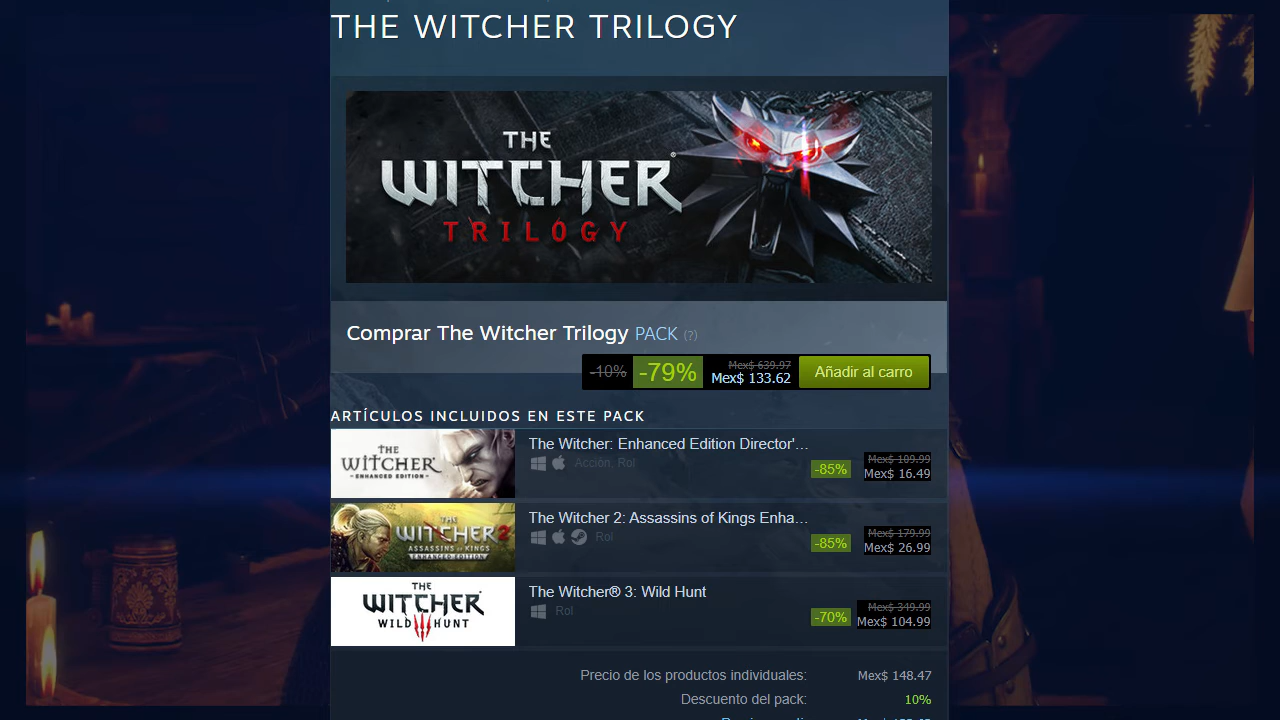 THE WITCHER TRILOGY
THE
WITCHER®
TRILOGY
Comprar The Witcher Trilogy PACK (?)
-10% -79% Mex$ 639.97
Mex$ 133.62
Añadir al carro
ARTÍCULOS INCLUIDOS EN ESTE PACK
THE
WITCHER
ENHANCED EDITION
The Witcher: Enhanced Edition Director'...
Acción, Rol
-85% Mex$ 109.99
Mex$ 16.49
THE
WITCHER 2
ASSASSINS OF KINGS
ENHANCED EDITION
The Witcher 2: Assassins of Kings Enha...
Rol
-85% Mex$ 179.99
Mex$ 26.99
THE
WITCHER
WILD HUNT
The Witcher® 3: Wild Hunt
Rol
-70% Mex$ 349.99
Mex$ 104.99
Precio de los productos individuales: Mex$ 148.47
Descuento del pack: 10%